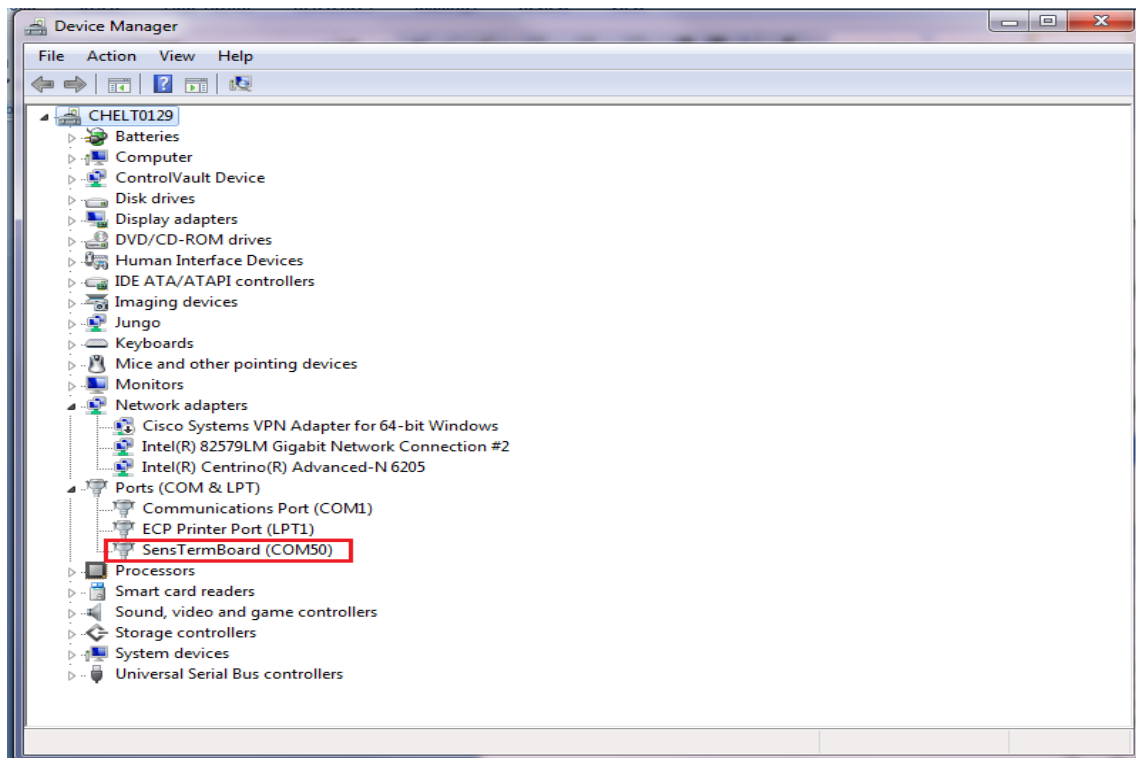 Device Manager
File Action View Help
CHELT0129
Batteries
Computer
ControlVault Device
Disk drives
Display adapters
DVD/CD-ROM drives
Human Interface Devices
IDE ATA/ATAPI controllers
Imaging devices
Jungo
Keyboards
Mice and other pointing devices
Monitors
Network adapters
Cisco Systems VPN Adapter for 64-bit Windows
Intel(R) 82579LM Gigabit Network Connection #2
Intel(R) Centrino(R) Advanced-N 6205
Ports (COM & LPT)
Communications Port (COM1)
ECP Printer Port (LPT1)
SensTermBoard (COM50)
Processors
Smart card readers
Sound, video and game controllers
Storage controllers
System devices
Universal Serial Bus controllers